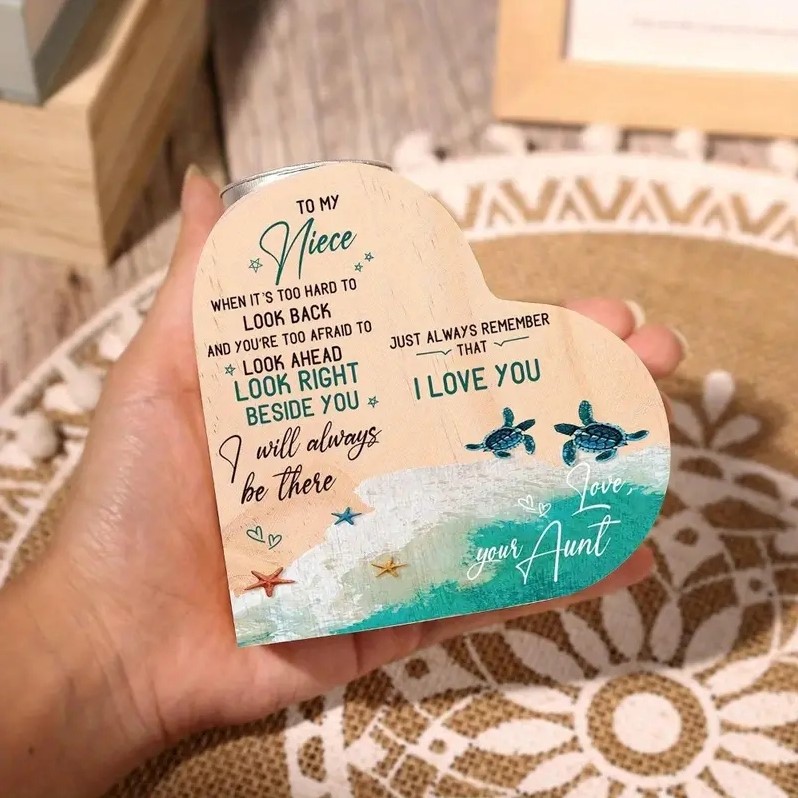 TO MY
Niece
WHEN IT'S TOO HARD TO
LOOK BACK
AND YOU'RE TOO AFRAID TO
LOOK AHEAD
LOOK RIGHT
BESIDE YOU
I will always
be there
JUST ALWAYS REMEMBER
THAT
I LOVE YOU
Love,
your Aunt